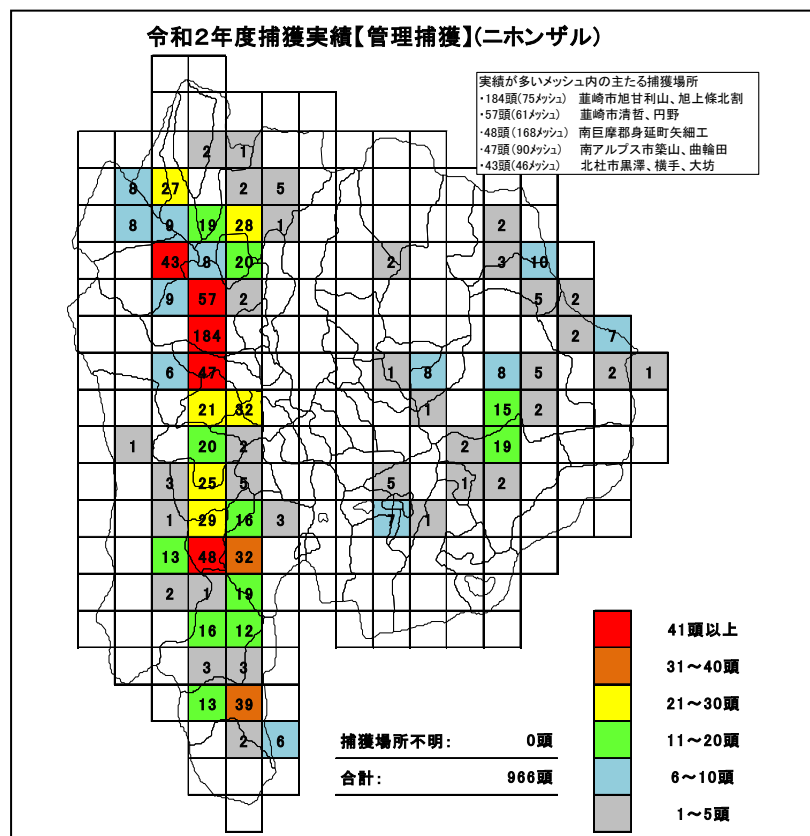 令和2年度捕獲実績【管理捕獲】(ニホンザル)
実績が多いメッシュ内の主たる捕獲場所
・184頭(75メッシュ) 韮崎市旭甘利山、旭上條北割
・57頭(61メッシュ) 韮崎市清哲、円野
・48頭(168メッシュ) 南巨摩郡身延町矢細工
・47頭(90メッシュ) 南アルプス市築山、曲輪田
・43頭(46メッシュ) 北杜市黒澤、横手、大坊
2 1
8 27 2 5
8 9 19 28 1 2
43 8 20 2 3 10
9 57 2 5 2
184 2 7
6 47 1 8 8 5 2 1
21 32 1 15 2
1 20 2 2 19
3 25 5 5 1 2
1 29 16 3 7 1
13 48 32
2 1 19
16 12
3 3
13 39
2 6
捕獲場所不明: 0頭
合計: 966頭
41頭以上
31~40頭
21~30頭
11~20頭
6~10頭
1~5頭